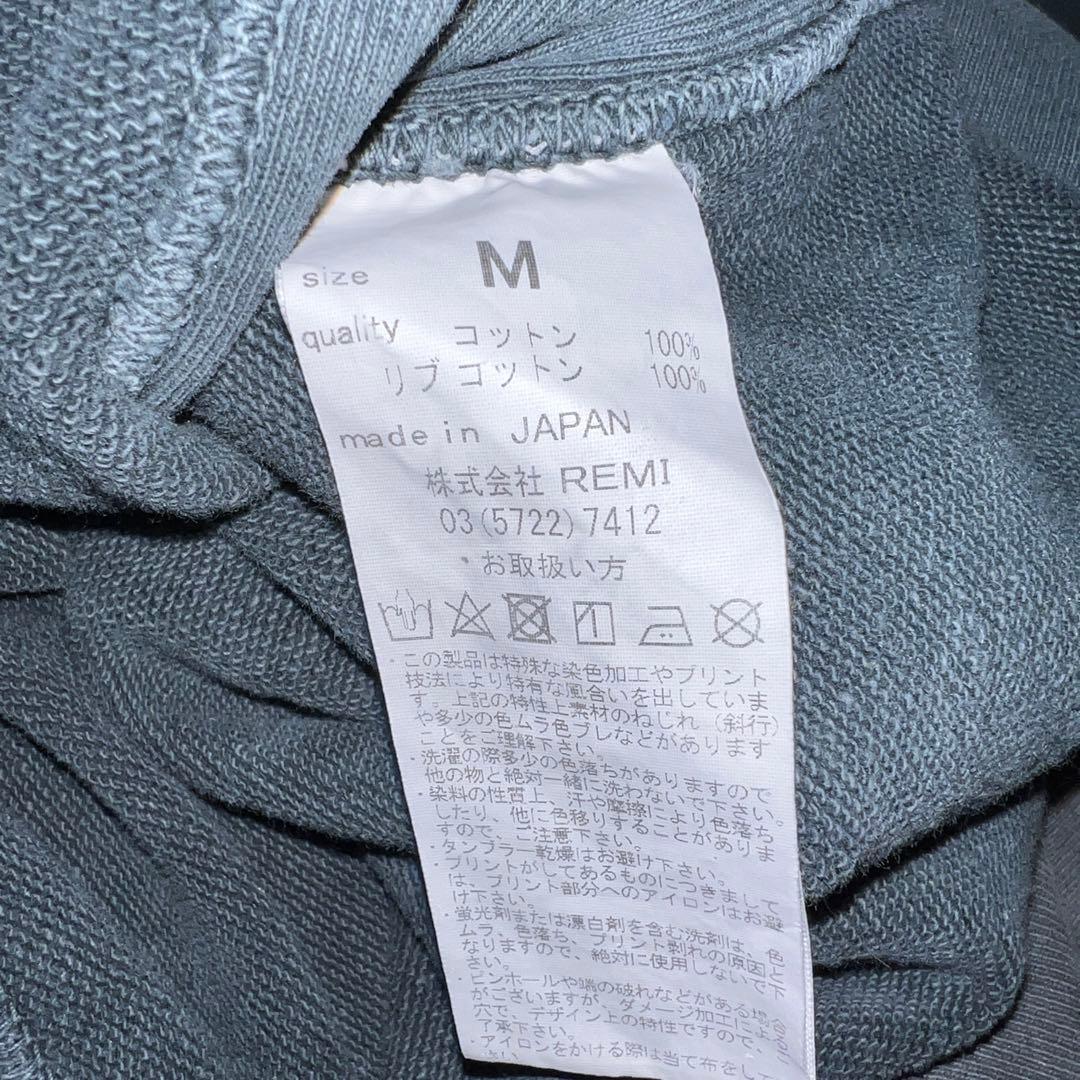 size M
quality コットン 100%
リブコットン 100%
made in JAPAN
株式会社 REMI
03(5722)7412
・お取扱い方
・この製品は特殊な染色加工やプリント
技法により特有な風合いを出していま
す。上記の特性上素材のねじれ（斜行）
や多少の色ムラ色ブレなどがあります
ことをご理解下さい。
・洗濯の際多少の色落ちがありますので
他の物と絶対一緒に洗わないで下さい。
・染料の性質上、汗や摩擦により色落ち
したり、他に色移りすることがありま
すので、ご注意下さい。
・タンブラー乾燥はお避け下さい。
・プリントがしてあるものにつきまして
は、プリント部分へのアイロンはお避
け下さい。
・蛍光剤または漂白剤を含む洗剤は、色
ムラ、色落ち、プリント剥れの原因と
なりますので、絶対に使用しないで下
さい。
ピンホールや端の破れなどがある場合
がございますが、ダメージ加工による
穴で、デザイン上の特性ですので、ご
了承下さい。
アイロンをかける際は当て布をして